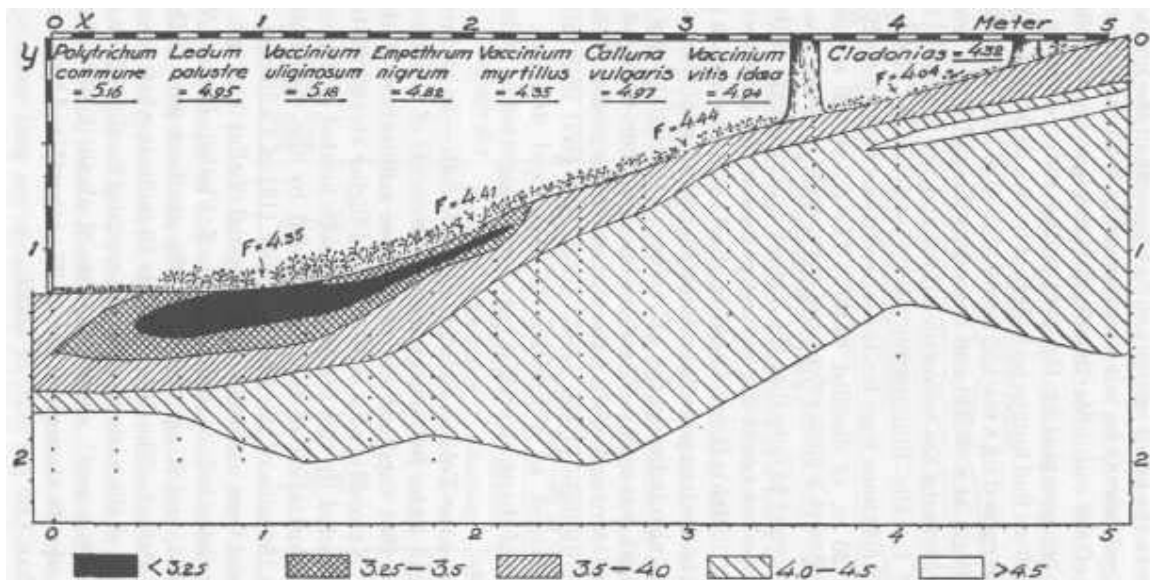 0 X 1 2 3 4 Meter 5
y 0
Polytrichum commune = 5.16
Ledum palustre = 4.95
Vaccinium uliginosum = 5.18
Empethrum nigrum = 4.82
Vaccinium myrtillus = 4.35
Calluna vulgaris = 4.97
Vaccinium vitis idæa = 4.94
Cladonias = 4.32
F=4.04
F=4.44
F=4.41
F=4.35
1 1
2 2
0 1 2 3 4 5
<3.25 3.25–3.5 3.5–4.0 4.0–4.5 >4.5